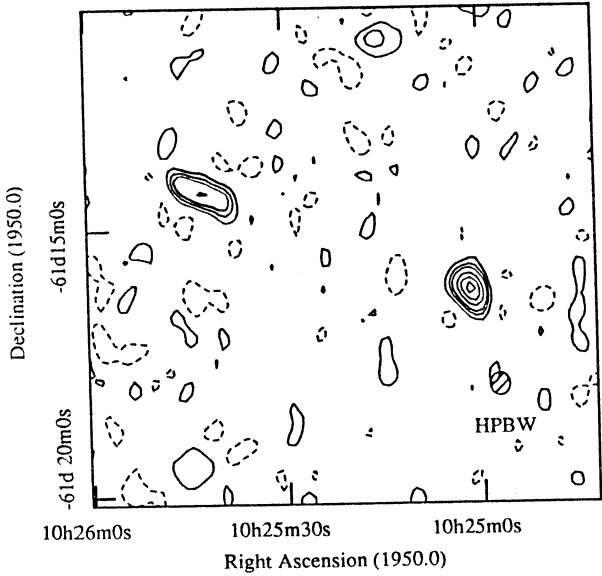 Declination (1950.0)
-61d15m0s
-61d 20m0s
HPBW
10h26m0s
10h25m30s
10h25m0s
Right Ascension (1950.0)